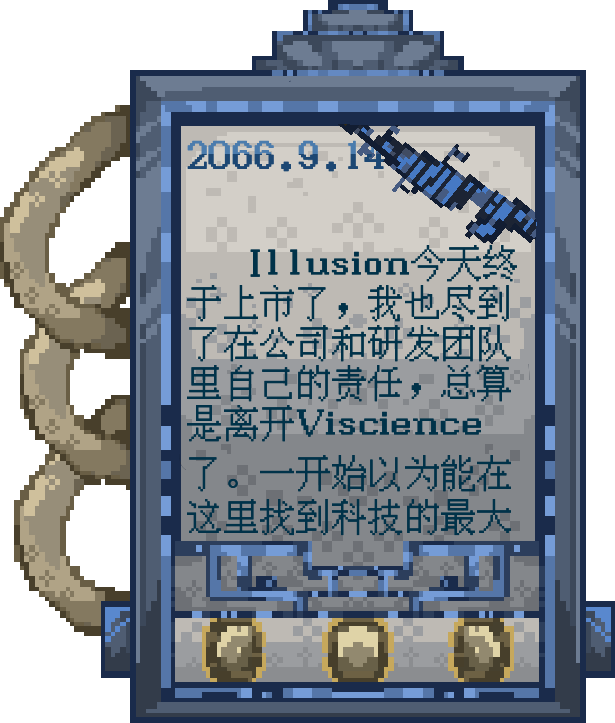 2066.9.14
Illusion今天终
于上市了，我也尽到
了在公司和研发团队
里自己的责任，总算
是离开Viscience
了。一开始以为能在
这里找到科技的最大